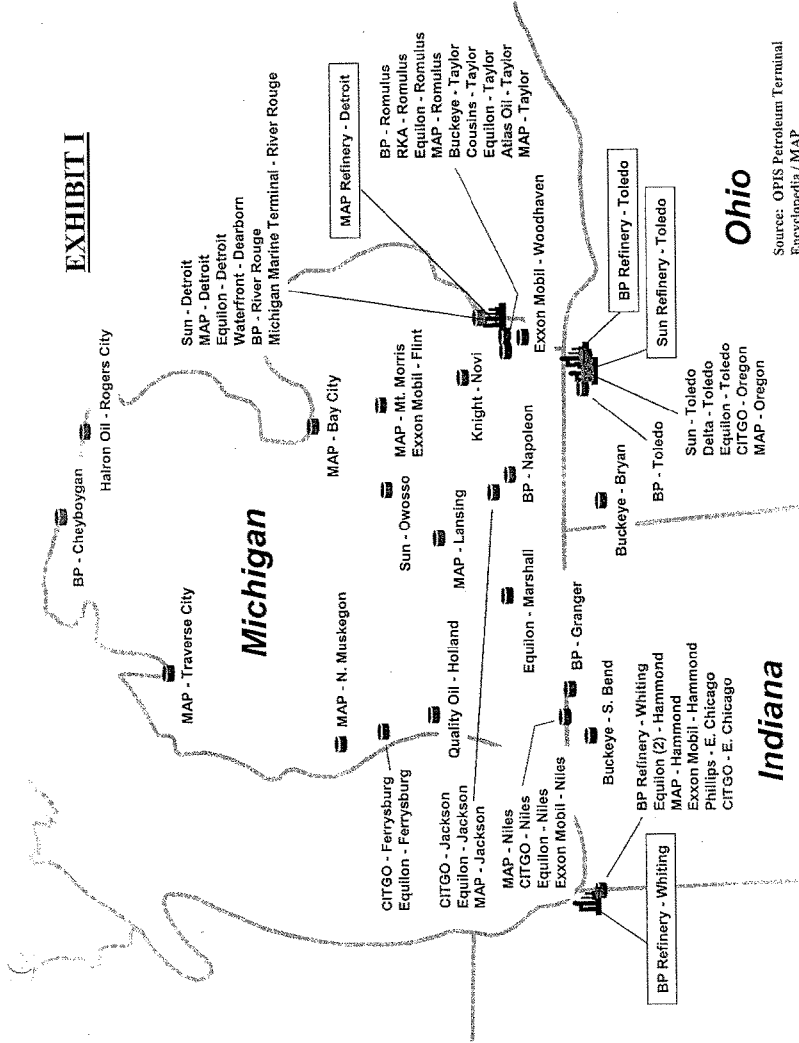 EXHIBIT I
BP - Cheyboygan
Halron Oil - Rogers City
MAP - Traverse City
Michigan
Sun - Detroit
MAP - Detroit
Equilon - Detroit
Waterfront - Dearborn
BP - River Rouge
Michigan Marine Terminal - River Rouge
MAP - Bay City
MAP - N. Muskegon
MAP Refinery - Detroit
CITGO - Ferrysburg
Equilon - Ferrysburg
Sun - Owosso
MAP - Mt. Morris
Exxon Mobil - Flint
BP - Romulus
RKA - Romulus
Equilon - Romulus
MAP - Romulus
Buckeye - Taylor
Cousins - Taylor
Equilon - Taylor
Atlas Oil - Taylor
MAP - Taylor
Quality Oil - Holland
MAP - Lansing
Knight - Novi
CITGO - Jackson
Equilon - Jackson
MAP - Jackson
BP - Napoleon
Equilon - Marshall
Exxon Mobil - Woodhaven
MAP - Niles
CITGO - Niles
Equilon - Niles
Exxon Mobil - Niles
BP - Granger
Buckeye - S. Bend
Buckeye - Bryan
BP Refinery - Toledo
Sun Refinery - Toledo
BP - Toledo
Sun - Toledo
Delta - Toledo
Equilon - Toledo
CITGO - Oregon
MAP - Oregon
BP Refinery - Whiting
BP Refinery - Whiting
Equilon (2) - Hammond
MAP - Hammond
Exxon Mobil - Hammond
Phillips - E. Chicago
CITGO - E. Chicago
Indiana
Ohio
Source: OPIS Petroleum Terminal
Encyclopedia / MAP